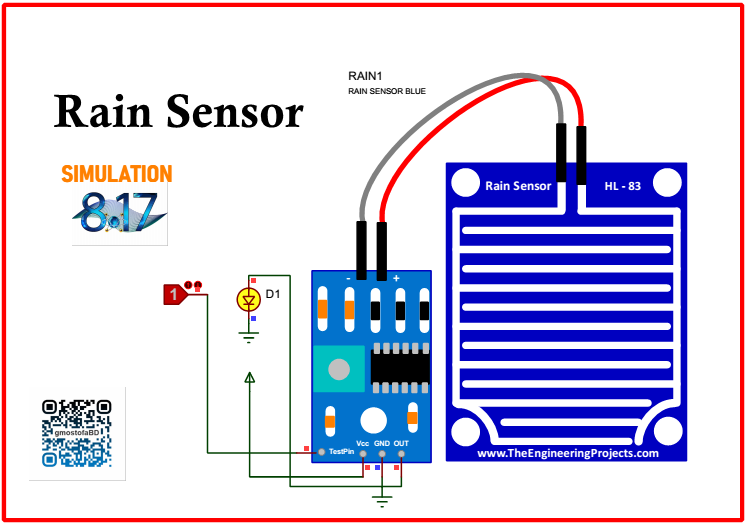 RAIN1
RAIN SENSOR BLUE
Rain Sensor
SIMULATION
8.17
Rain Sensor HL - 83
- +
1
D1
Vcc GND OUT
TestPin
gmostofaBD
www.TheEngineeringProjects.com